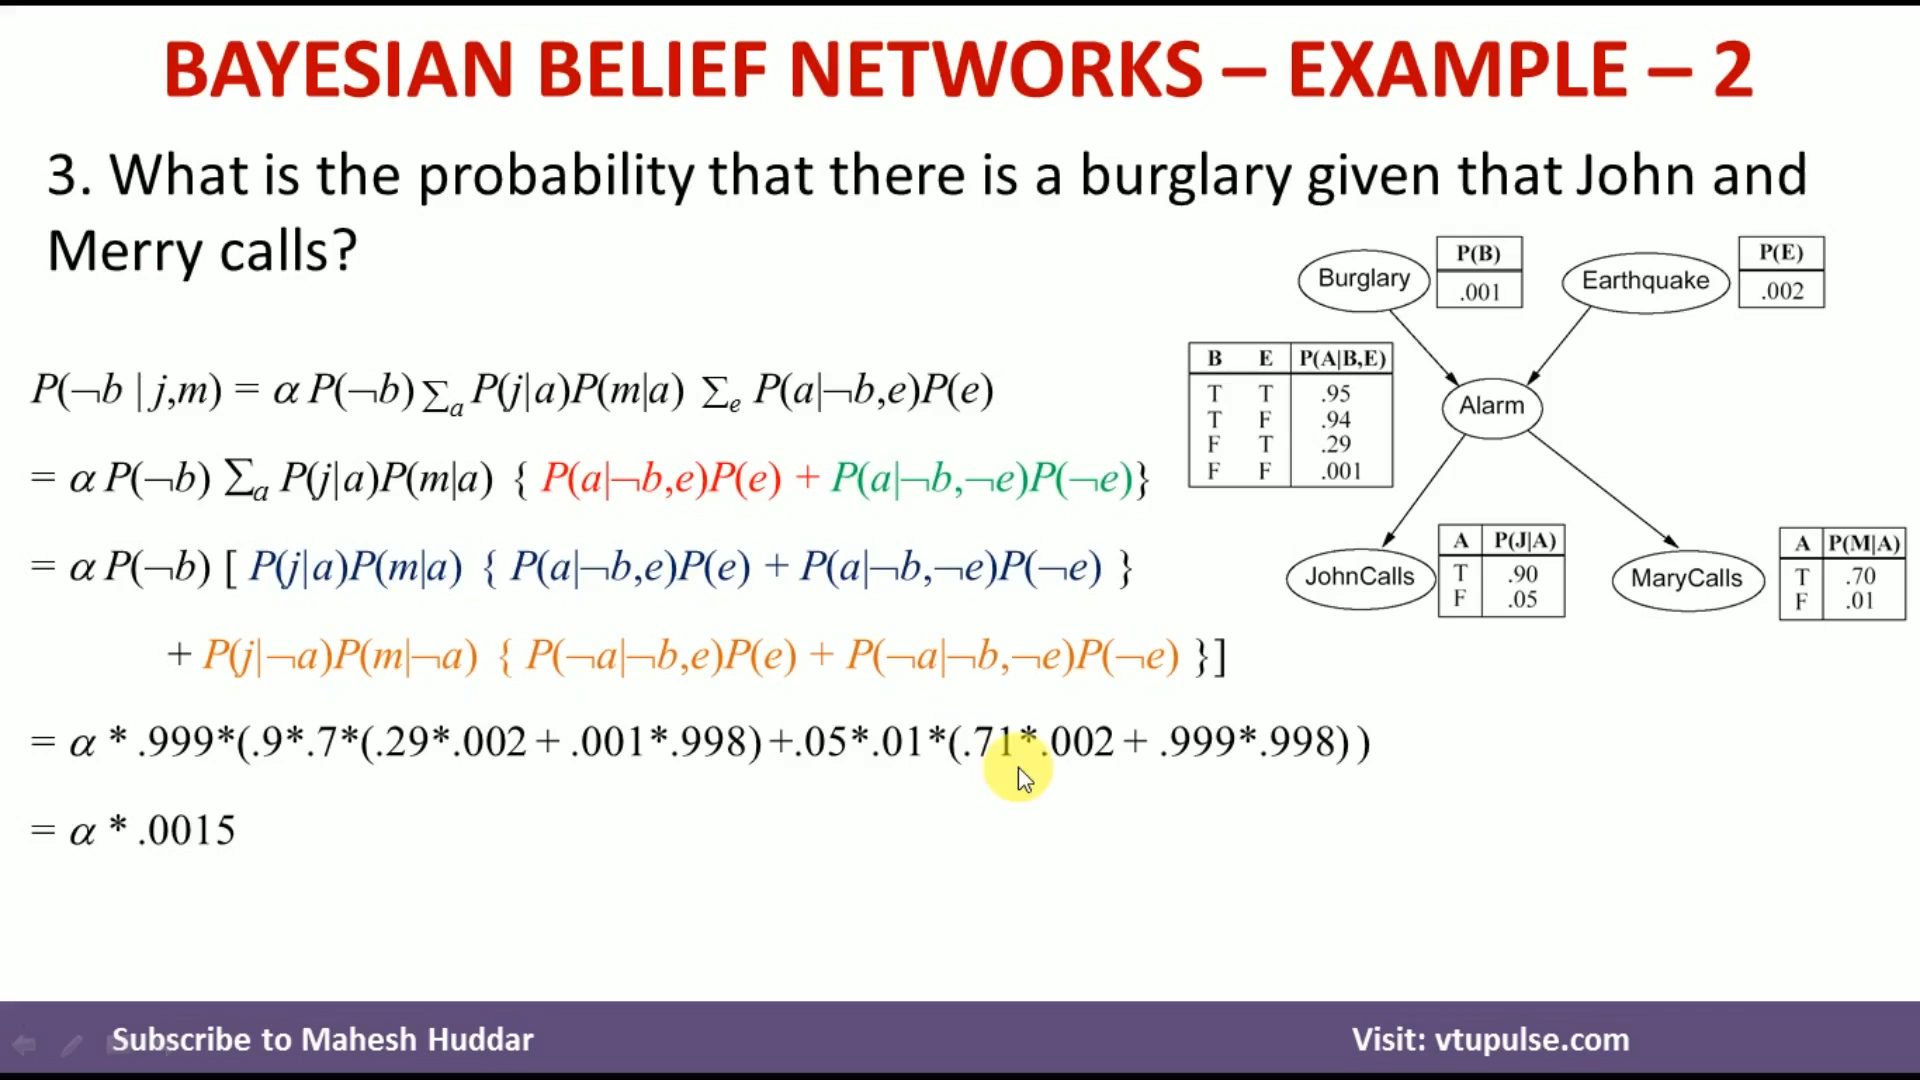 BAYESIAN BELIEF NETWORKS – EXAMPLE – 2
3. What is the probability that there is a burglary given that John and
Merry calls?
P(¬b | j,m) = α P(¬b) ∑a P(j|a)P(m|a) ∑e P(a|¬b,e)P(e)
= α P(¬b) ∑a P(j|a)P(m|a) { P(a|¬b,e)P(e) + P(a|¬b,¬e)P(¬e)}
= α P(¬b) [ P(j|a)P(m|a) { P(a|¬b,e)P(e) + P(a|¬b,¬e)P(¬e) }
+ P(j|¬a)P(m|¬a) { P(¬a|¬b,e)P(e) + P(¬a|¬b,¬e)P(¬e) }]
= α * .999*(.9*.7*(.29*.002 + .001*.998) +.05*.01*(.71*.002 + .999*.998) )
= α * .0015
Burglary
P(B)
.001
Earthquake
P(E)
.002
B E P(A|B,E)
T T .95
T F .94
F T .29
F F .001
Alarm
JohnCalls
A P(J|A)
T .90
F .05
MaryCalls
A P(M|A)
T .70
F .01
Subscribe to Mahesh Huddar
Visit: vtupulse.com